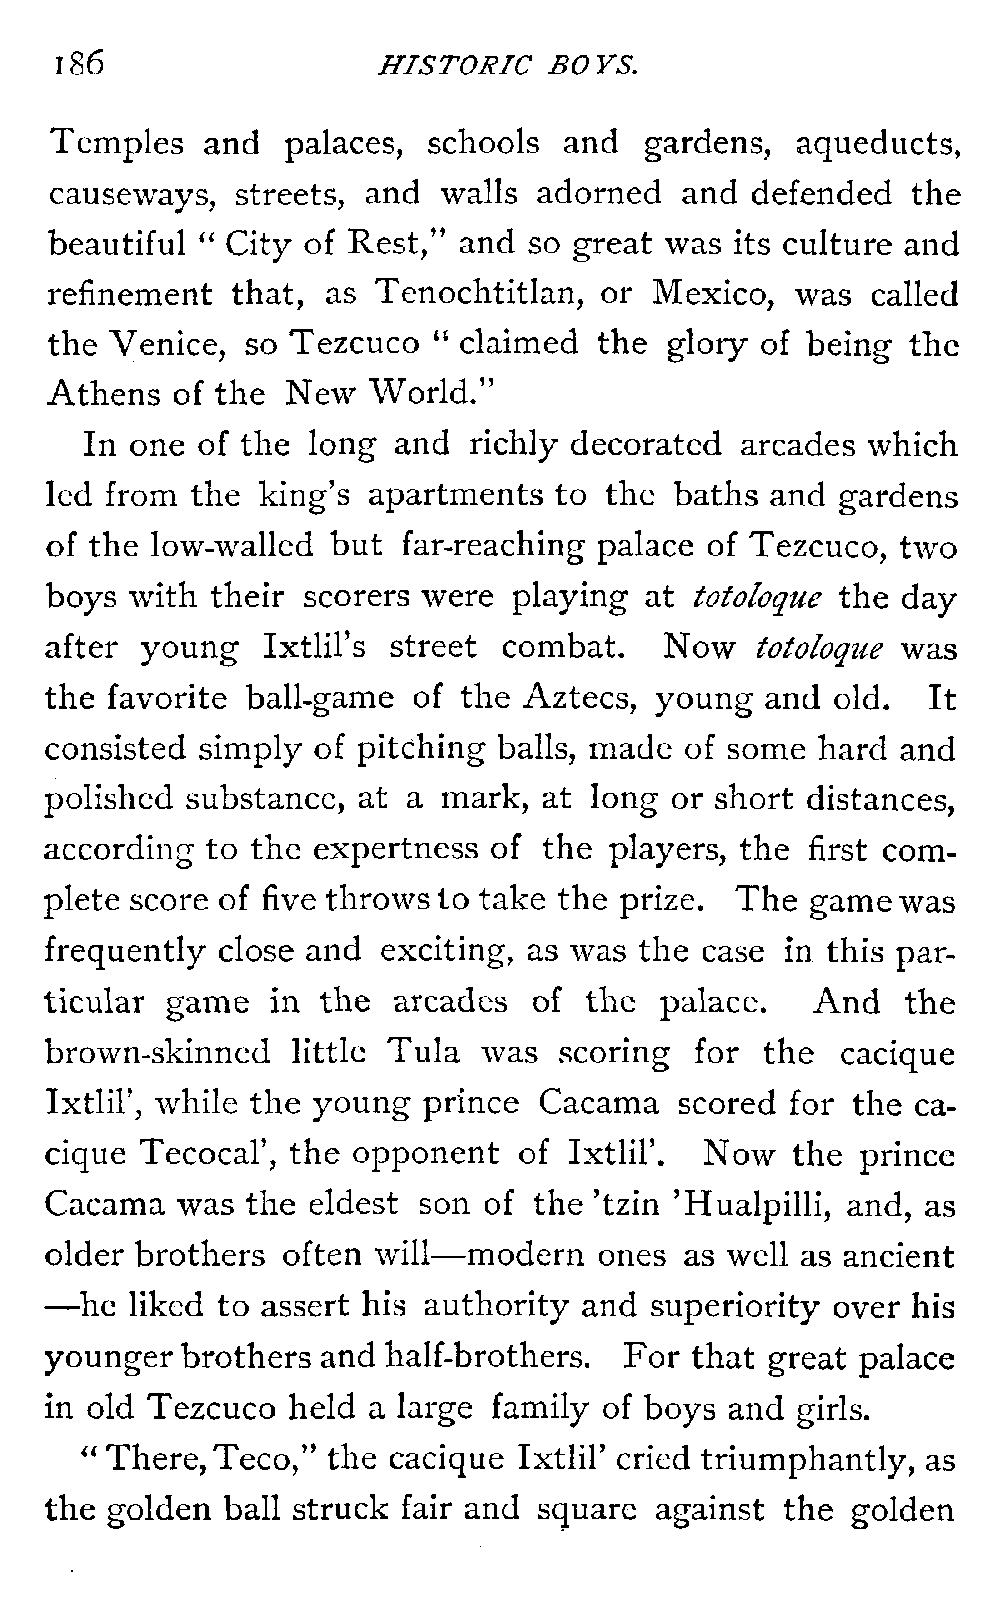 186 HISTORIC BOYS.
Temples and palaces, schools and gardens, aqueducts,
causeways, streets, and walls adorned and defended the
beautiful “ City of Rest,” and so great was its culture and
refinement that, as Tenochtitlan, or Mexico, was called
the Venice, so Tezcuco “ claimed the glory of being the
Athens of the New World.”
In one of the long and richly decorated arcades which
led from the king’s apartments to the baths and gardens
of the low-walled but far-reaching palace of Tezcuco, two
boys with their scorers were playing at totoloque the day
after young Ixtlil’s street combat. Now totoloque was
the favorite ball-game of the Aztecs, young and old. It
consisted simply of pitching balls, made of some hard and
polished substance, at a mark, at long or short distances,
according to the expertness of the players, the first com-
plete score of five throws to take the prize. The game was
frequently close and exciting, as was the case in this par-
ticular game in the arcades of the palace. And the
brown-skinned little Tula was scoring for the cacique
Ixtlil’, while the young prince Cacama scored for the ca-
cique Tecocal’, the opponent of Ixtlil’. Now the prince
Cacama was the eldest son of the ’tzin ’Hualpilli, and, as
older brothers often will—modern ones as well as ancient
—he liked to assert his authority and superiority over his
younger brothers and half-brothers. For that great palace
in old Tezcuco held a large family of boys and girls.
“ There, Teco,” the cacique Ixtlil’ cried triumphantly, as
the golden ball struck fair and square against the golden